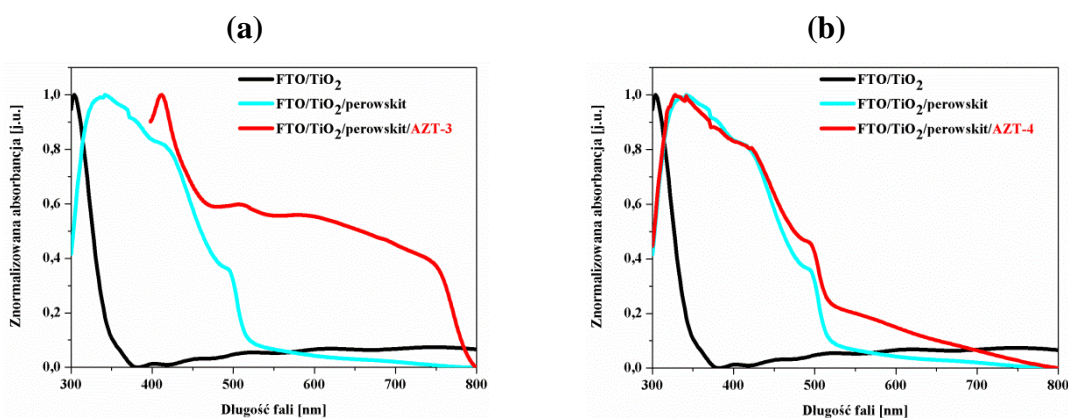 (a)
Znormalizowana absorbancja [j.u.]
1,0
0,8
0,6
0,4
0,2
0,0
FTO/TiO2
FTO/TiO2/perowskit
FTO/TiO2/perowskit/AZT-3
300 400 500 600 700 800
Długość fali [nm]
(b)
Znormalizowana absorbancja [j.u.]
1,0
0,8
0,6
0,4
0,2
0,0
FTO/TiO2
FTO/TiO2/perowskit
FTO/TiO2/perowskit/AZT-4
300 400 500 600 700 800
Długość fali [nm]